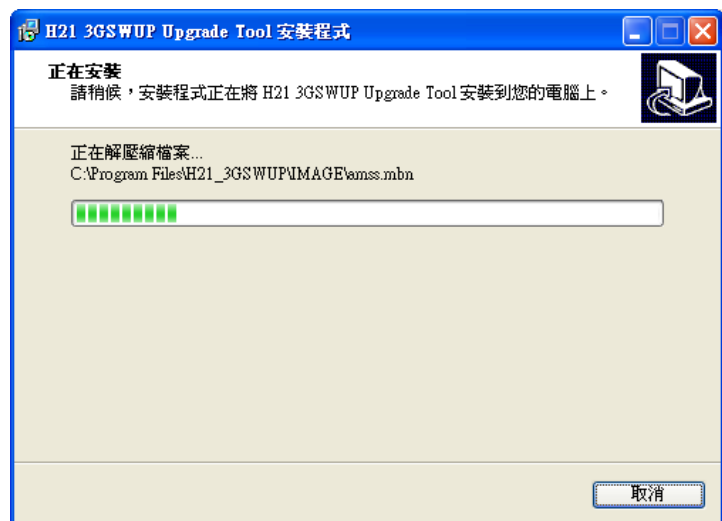 H21 3GSWUP Upgrade Tool 安裝程式
正在安裝
請稍候，安裝程式正在將 H21 3GSWUP Upgrade Tool 安裝到您的電腦上。
正在解壓縮檔案...
C:\Program Files\H21_3GSWUP\IMAGE\amss.mbn
取消